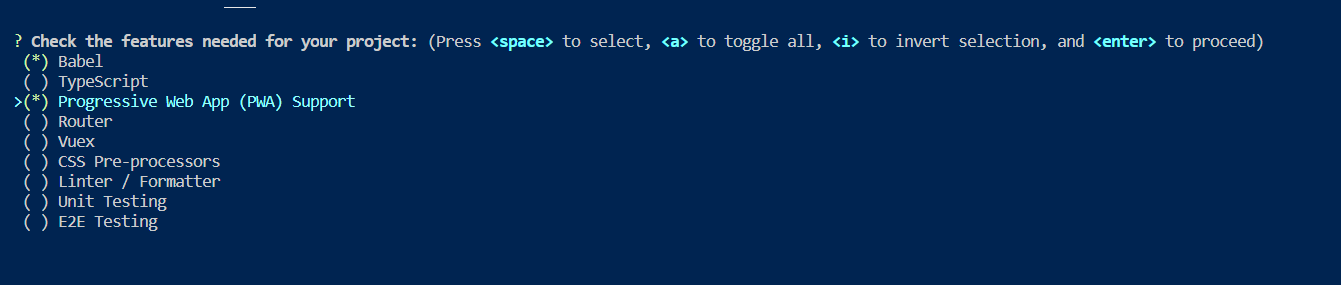 ? Check the features needed for your project: (Press <space> to select, <a> to toggle all, <i> to invert selection, and <enter> to proceed)
(*) Babel
( ) TypeScript
>(*) Progressive Web App (PWA) Support
( ) Router
( ) Vuex
( ) CSS Pre-processors
( ) Linter / Formatter
( ) Unit Testing
( ) E2E Testing